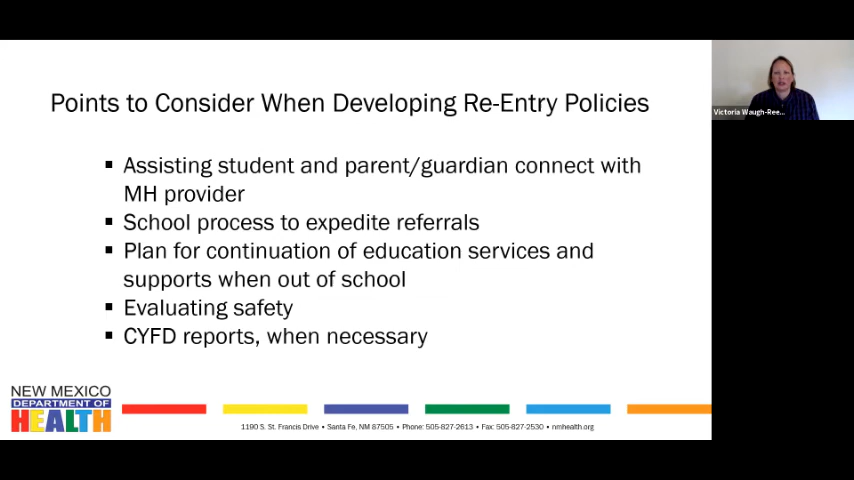 Points to Consider When Developing Re-Entry Policies
Victoria Waugh-Ree...
▪ Assisting student and parent/guardian connect with
MH provider
▪ School process to expedite referrals
▪ Plan for continuation of education services and
supports when out of school
▪ Evaluating safety
▪ CYFD reports, when necessary
NEW MEXICO
DEPARTMENT OF
HEALTH
1190 S. St. Francis Drive • Santa Fe, NM 87505 • Phone: 505-827-2613 • Fax: 505-827-2530 • nmhealth.org